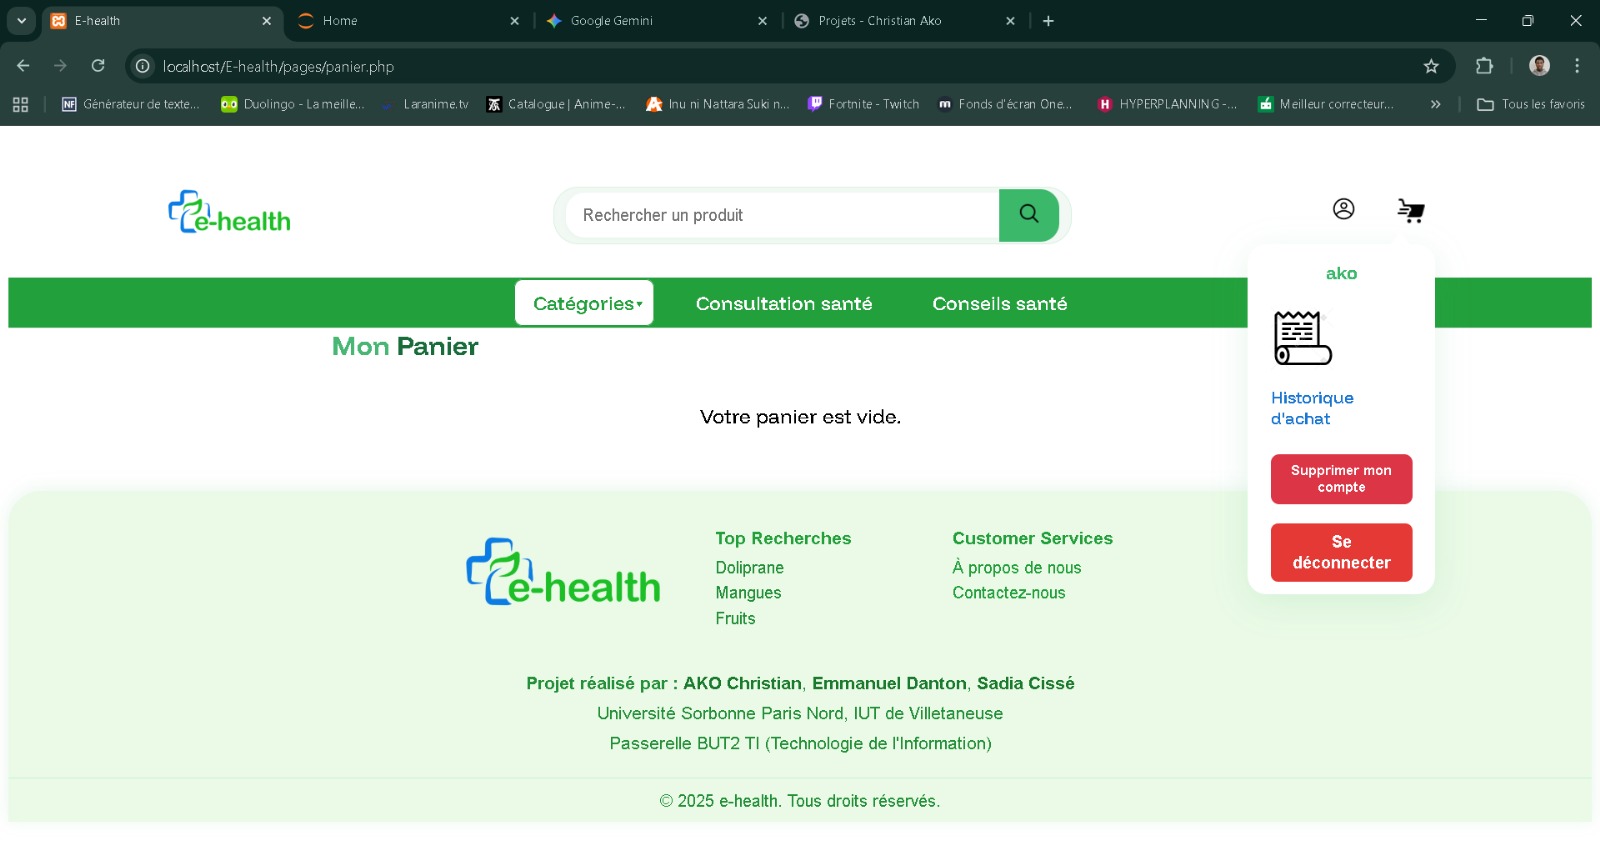 E-health
Home
Google Gemini
Projets - Christian Ako
localhost/E-health/pages/panier.php
NF Générateur de texte...
Duolingo - La meille...
Laranime.tv
Catalogue | Anime-...
Inu ni Nattara Suki n...
Fortnite - Twitch
m Fonds d'écran One...
H HYPERPLANNING -...
Meilleur correcteur...
Tous les favoris
e-health
Rechercher un produit
ako
Catégories
Consultation santé
Conseils santé
Mon Panier
Historique
d'achat
Votre panier est vide.
Supprimer mon
compte
Se
déconnecter
e-health
Top Recherches
Doliprane
Mangues
Fruits
Customer Services
À propos de nous
Contactez-nous
Projet réalisé par : AKO Christian, Emmanuel Danton, Sadia Cissé
Université Sorbonne Paris Nord, IUT de Villetaneuse
Passerelle BUT2 TI (Technologie de l'Information)
© 2025 e-health. Tous droits réservés.